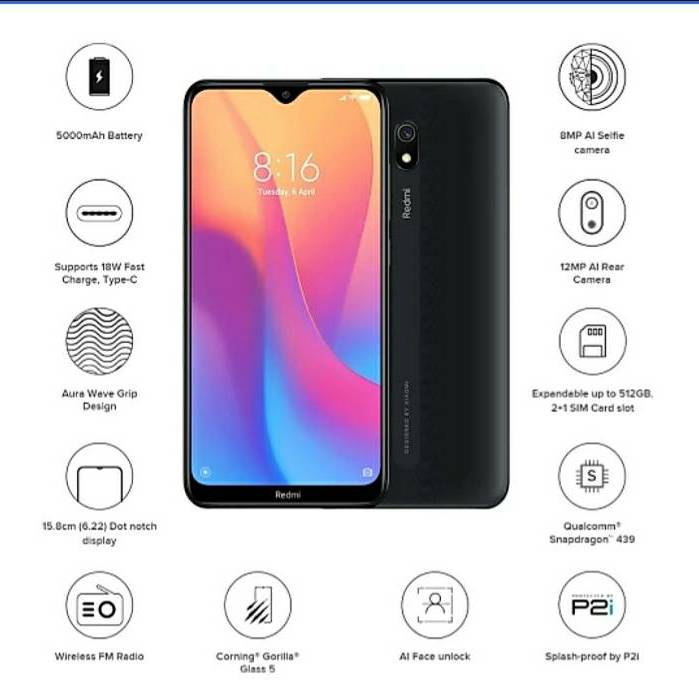 5000mAh Battery
8MP AI Selfie
camera
8:16
Tuesday, 6 April
Redmi
Supports 18W Fast
Charge, Type-C
12MP AI Rear
Camera
Aura Wave Grip
Design
Expandable up to 512GB.
2+1 SIM Card slot
DESIGNED BY XIAOMI
S
Redmi
15.8cm (6.22) Dot notch
display
Qualcomm®
Snapdragon™ 439
PROTECTED BY
P2i
Wireless FM Radio
Corning® Gorilla®
Glass 5
AI Face unlock
Splash-proof by P2i